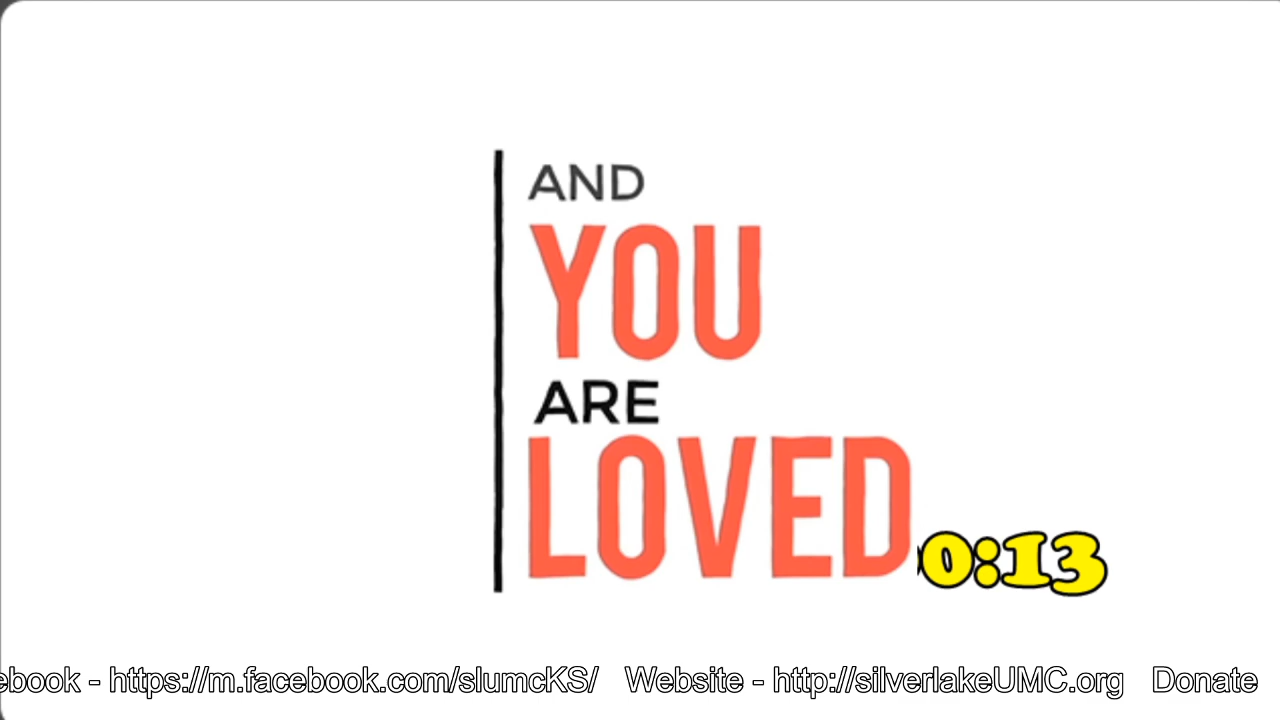 AND
YOU
ARE
LOVED
0:13
ebook - https://m.facebook.com/slumcKS/ Website - http://silverlakeUMC.org Donate